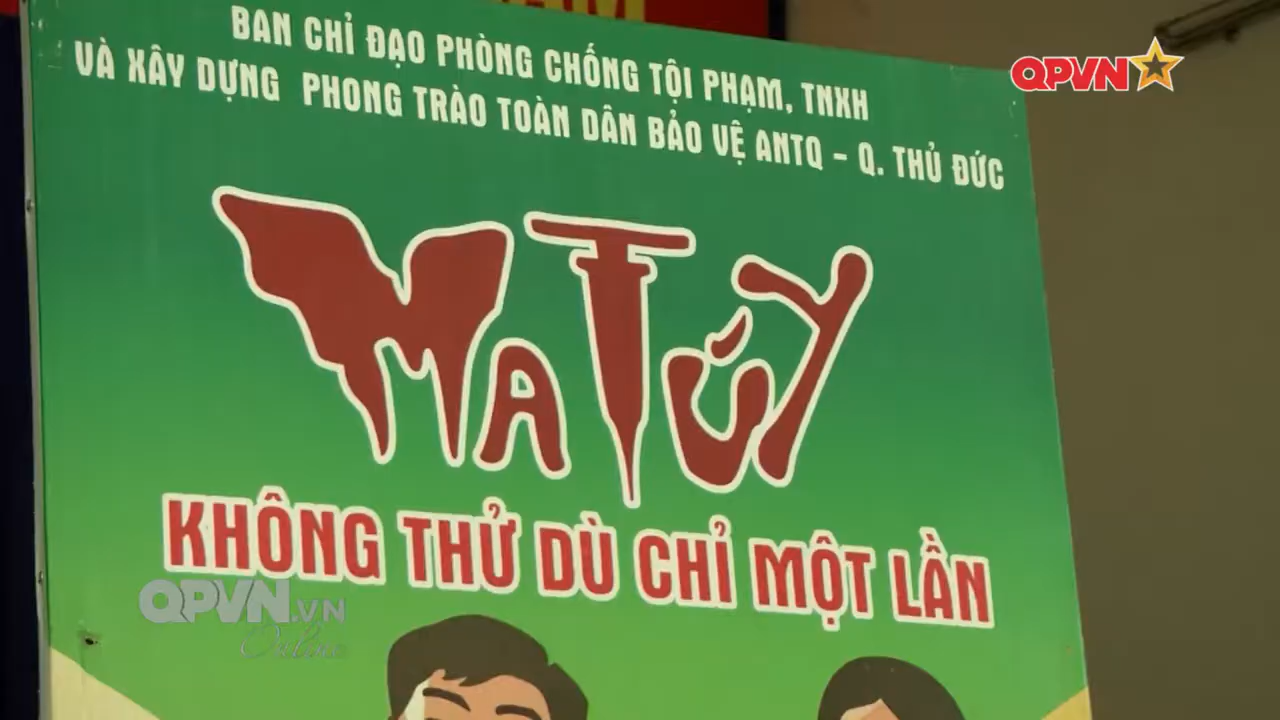 BAN CHỈ ĐẠO PHÒNG CHỐNG TỘI PHẠM, TNXH
QPVN
VÀ XÂY DỰNG PHONG TRÀO TOÀN DÂN BẢO VỆ ANTQ - Q. THỦ ĐỨC
MA TÚY
KHÔNG THỬ DÙ CHỈ MỘT LẦN
QPVN.VN
Online